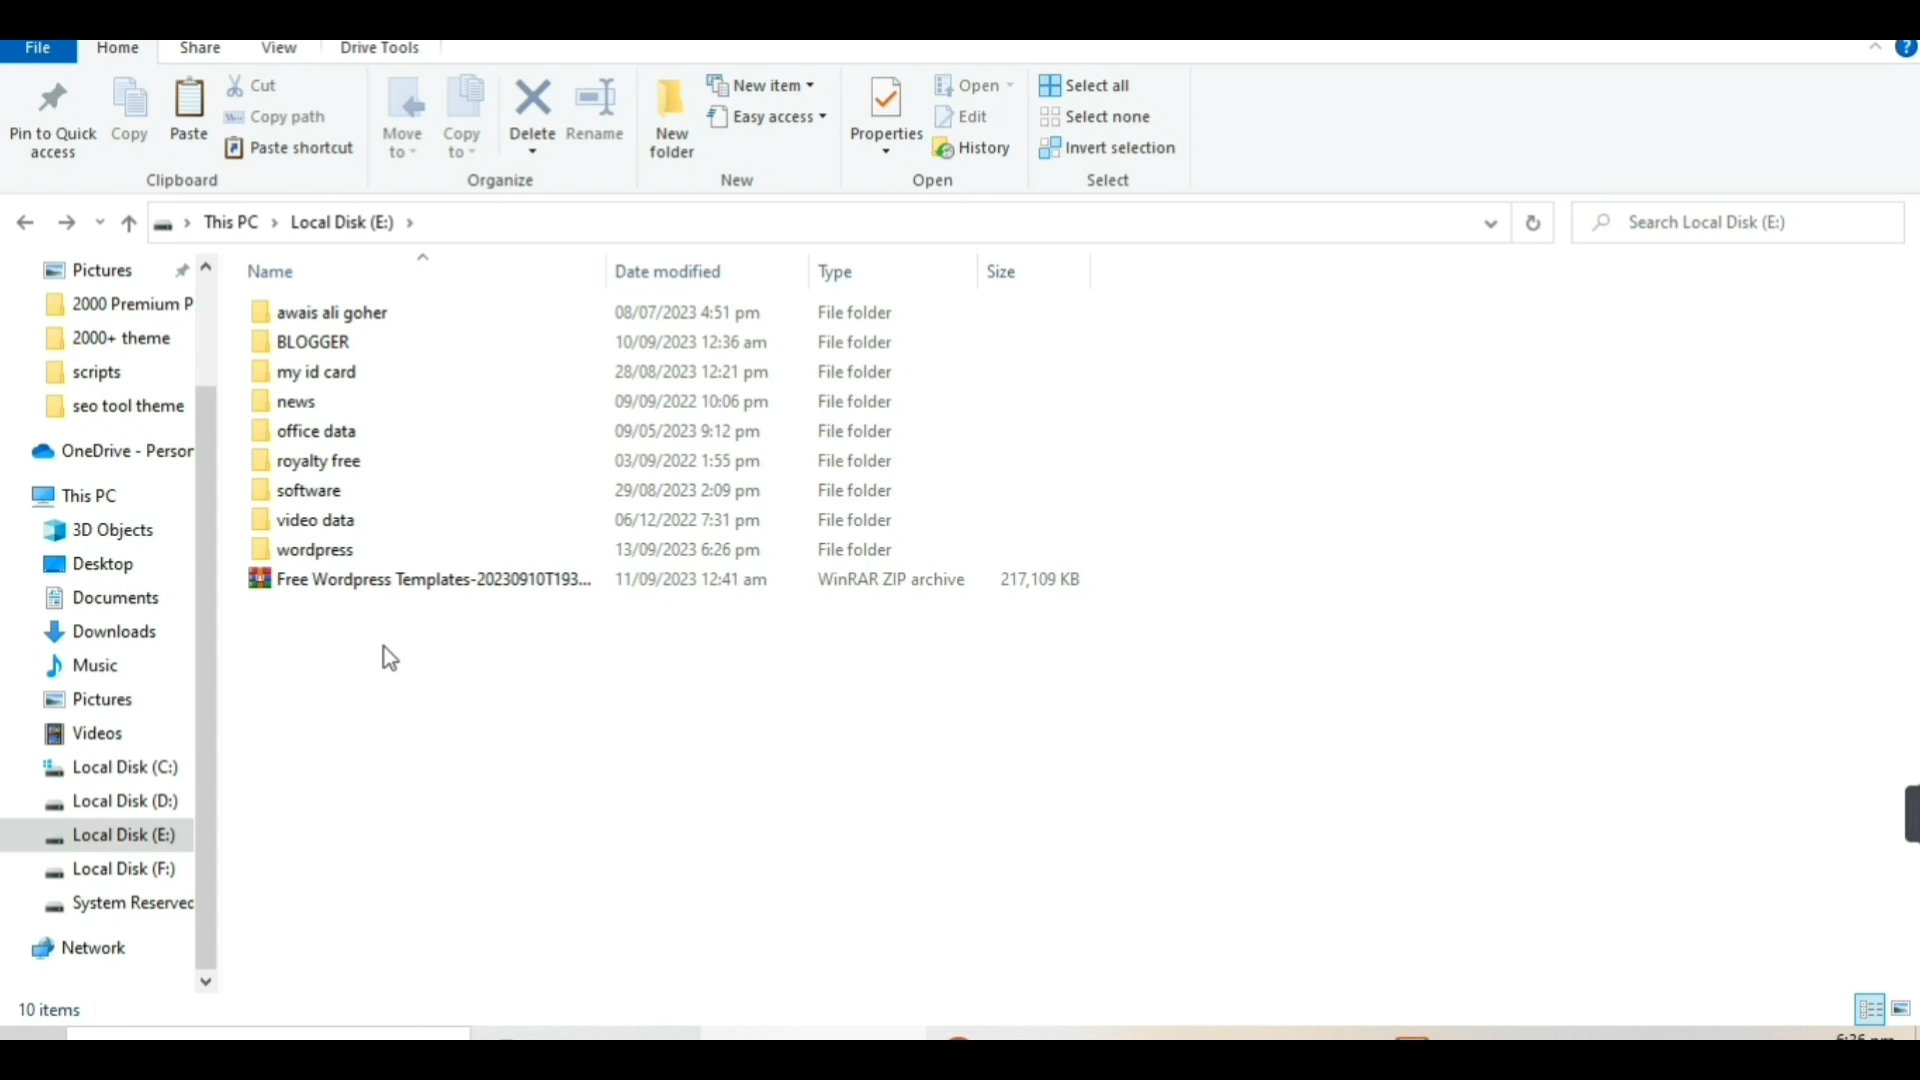 File Home Share View Drive Tools
Pin to Quick access
Copy
Paste
Cut
Copy path
Paste shortcut
Clipboard
Move to
Copy to
Delete
Rename
Organize
New folder
New item
Easy access
New
Properties
Open
Edit
History
Open
Select all
Select none
Invert selection
Select
This PC > Local Disk (E:) >
Search Local Disk (E:)
Pictures
2000 Premium P
2000+ theme
scripts
seo tool theme
OneDrive - Person
This PC
3D Objects
Desktop
Documents
Downloads
Music
Pictures
Videos
Local Disk (C:)
Local Disk (D:)
Local Disk (E:)
Local Disk (F:)
System Reserved
Network
Name Date modified Type Size
awais ali goher 08/07/2023 4:51 pm File folder
BLOGGER 10/09/2023 12:36 am File folder
my id card 28/08/2023 12:21 pm File folder
news 09/09/2022 10:06 pm File folder
office data 09/05/2023 9:12 pm File folder
royalty free 03/09/2022 1:55 pm File folder
software 29/08/2023 2:09 pm File folder
video data 06/12/2022 7:31 pm File folder
wordpress 13/09/2023 6:26 pm File folder
Free Wordpress Templates-20230910T193... 11/09/2023 12:41 am WinRAR ZIP archive 217,109 KB
10 items